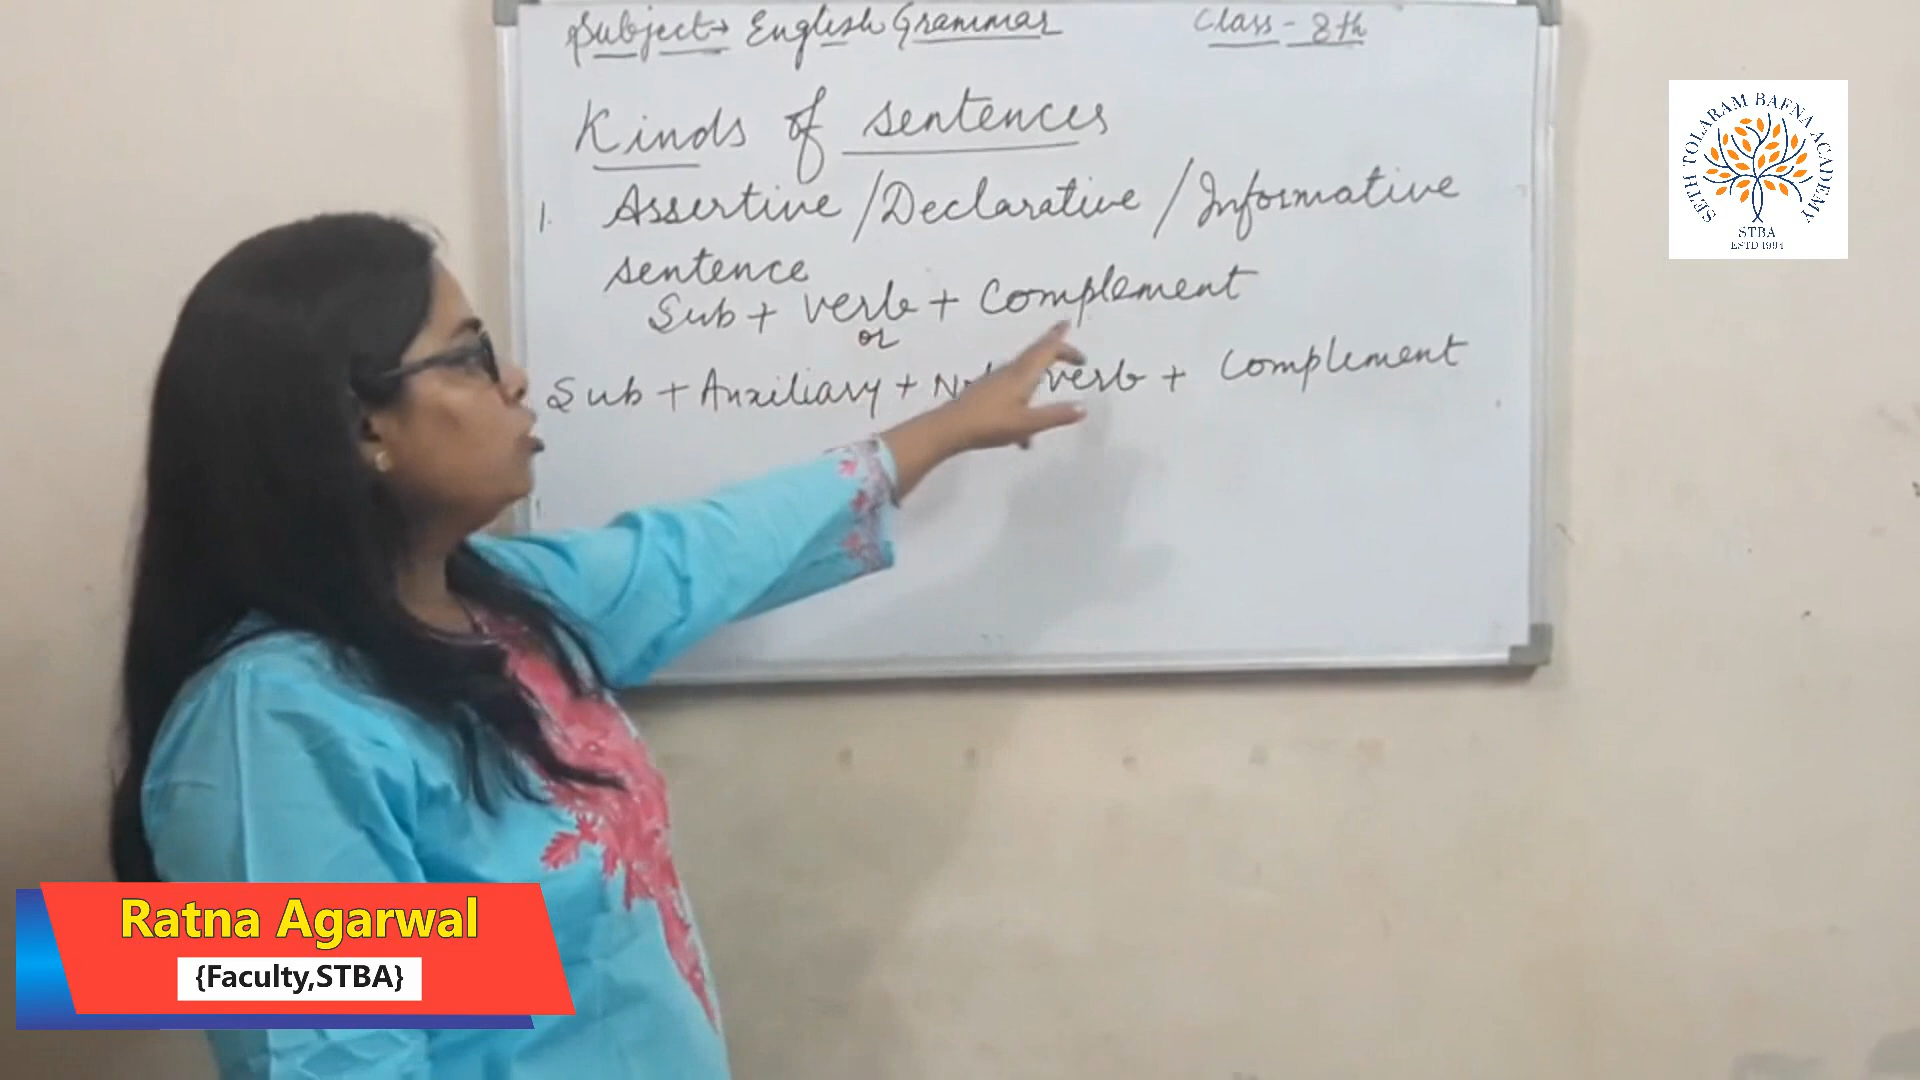 Subject→ English Grammar Class - 8th
Kinds of sentences
1. Assertive / Declarative / Informative
sentence
Sub + verb + Complement
or
Sub + Auxiliary + verb + Complement
SETH TOLARAM BAFNA ACADEMY
STBA
ESTD 1994
Ratna Agarwal
{Faculty,STBA}